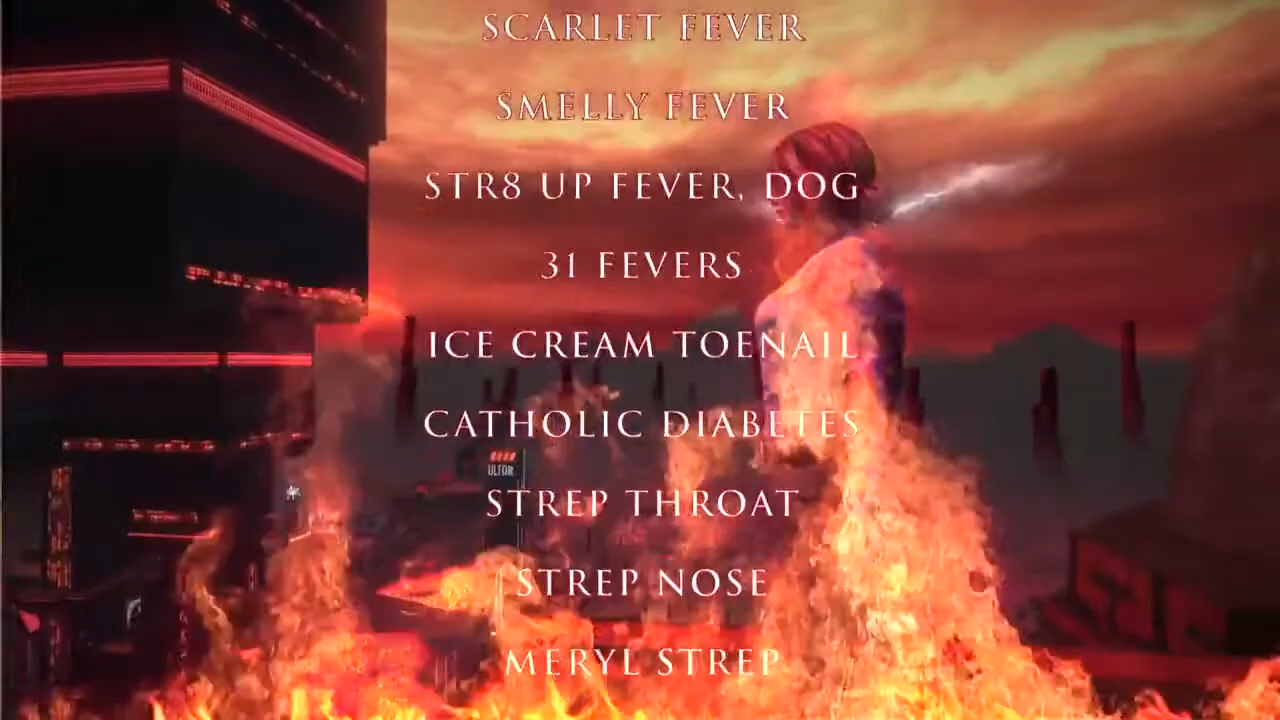 SCARLET FEVER
SMELLY FEVER
STR8 UP FEVER, DOG
31 FEVERS
ICE CREAM TOENAIL
CATHOLIC DIABETES
ULTOR
STREP THROAT
STREP NOSE
MERYL STREP